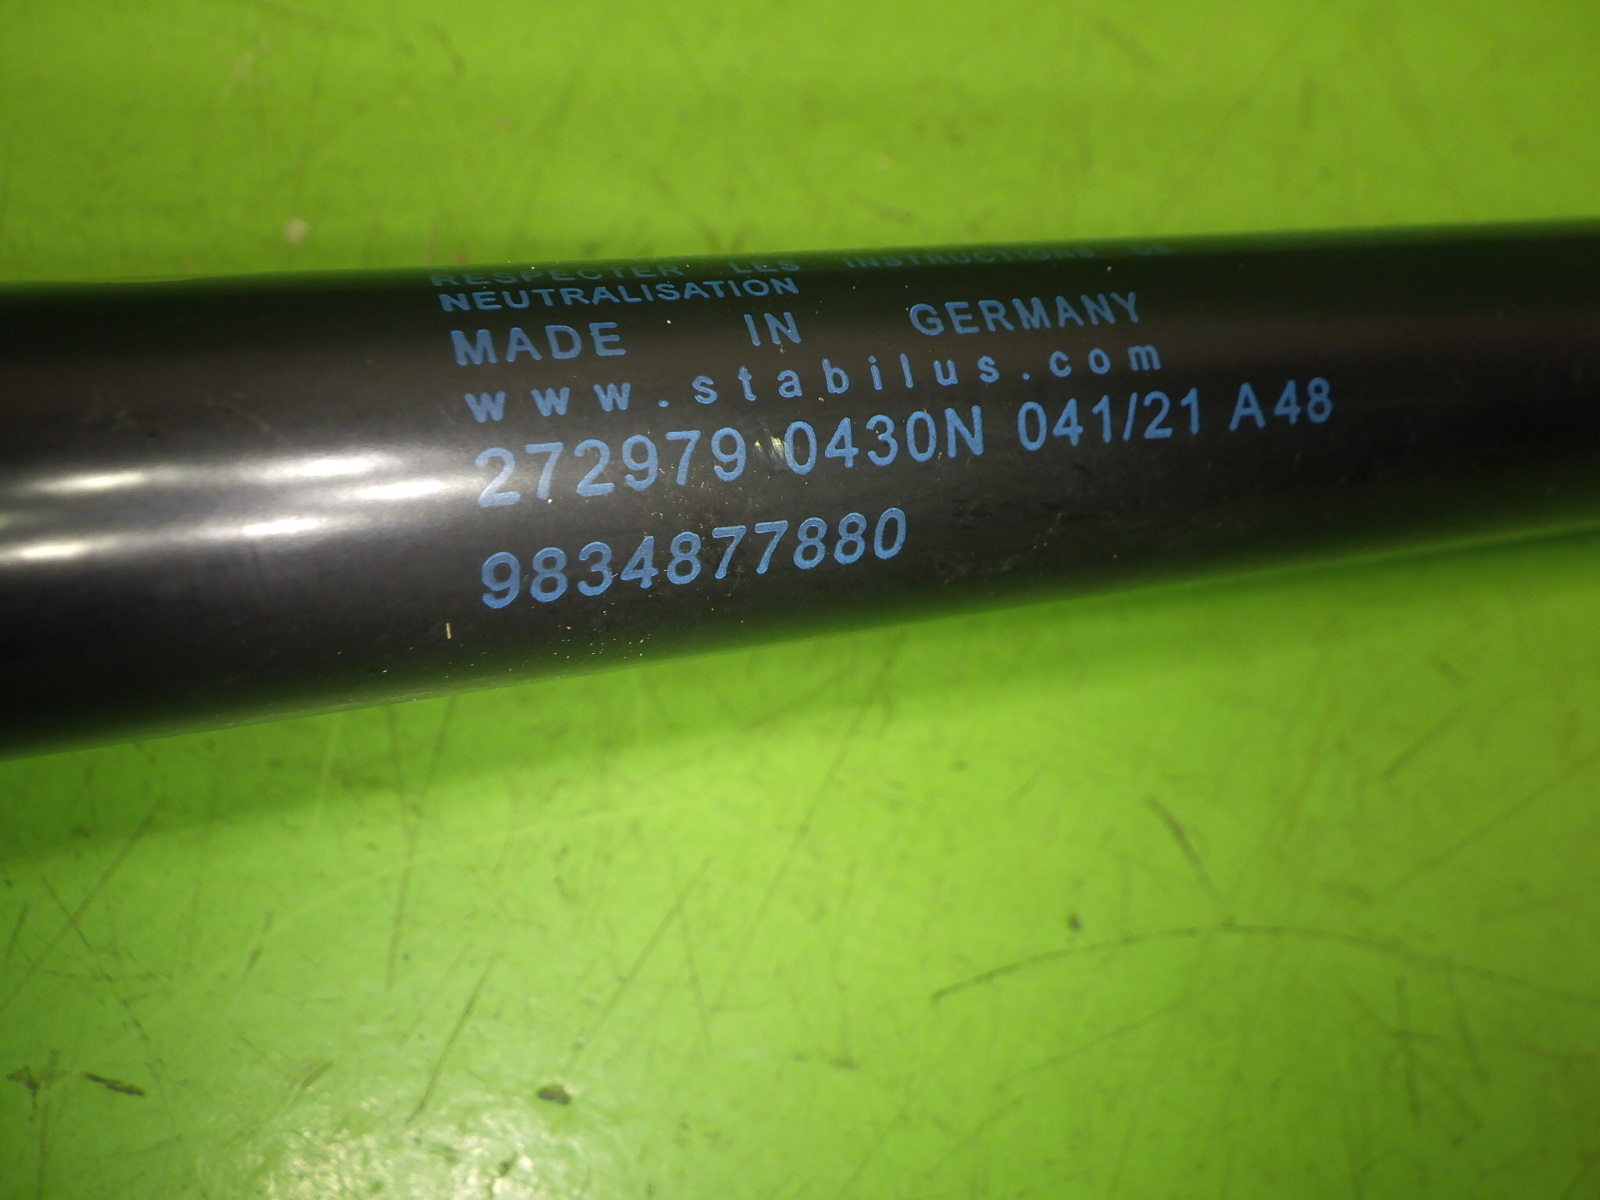 RESPECTER LES INSTRUCTIONS DE
NEUTRALISATION
MADE IN GERMANY
www.stabilus.com
272979 0430N 041/21 A48
9834877880